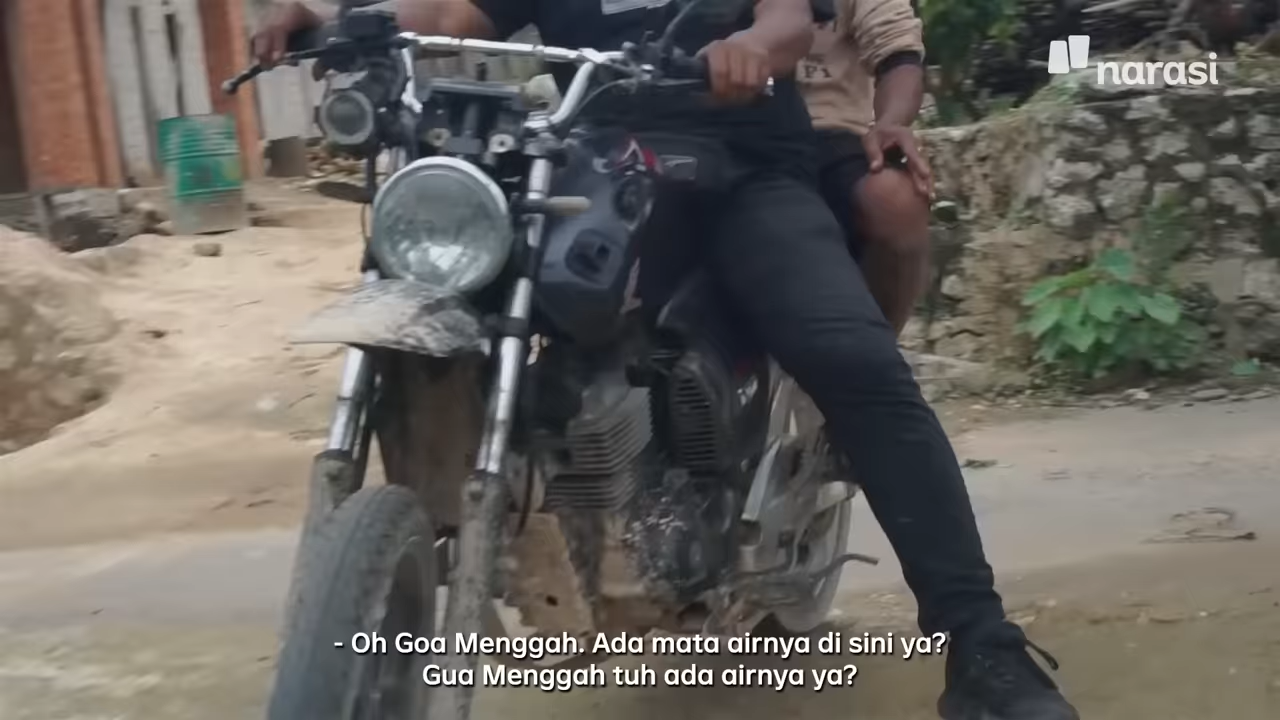 narasi
- Oh Goa Menggah. Ada mata airnya di sini ya?
Gua Menggah tuh ada airnya ya?